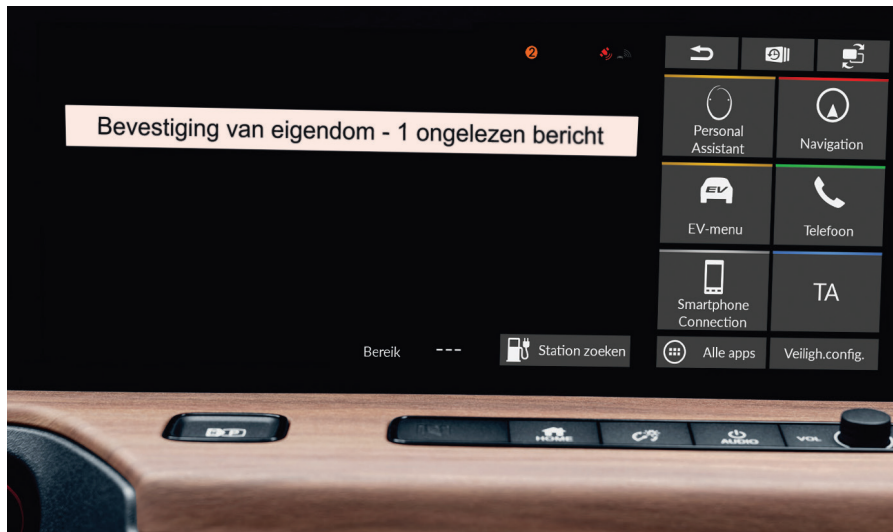 2
Bevestiging van eigendom - 1 ongelezen bericht
Personal
Assistant
Navigation
EV
EV-menu
Telefoon
Smartphone
Connection
TA
Bereik
---
Station zoeken
Alle apps
Veiligh.config.
HOME
AUDIO
VOL